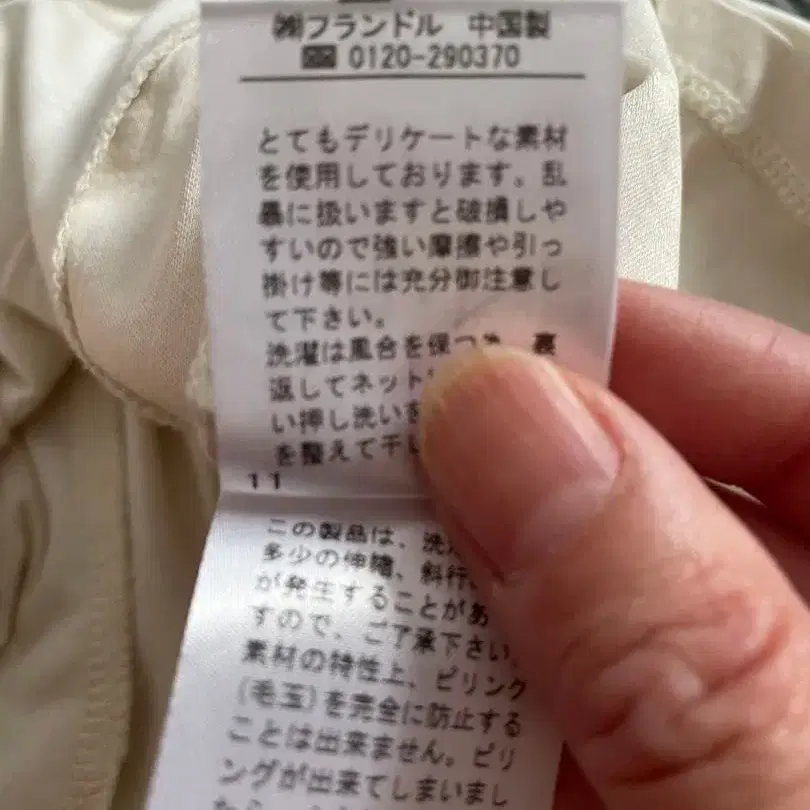 ㈱フランドル 中国製
0120-290370
とてもデリケートな素材
を使用しております。乱
暴に扱いますと破損しや
すいので強い摩擦や引っ
掛け等には充分御注意し
て下さい。
洗濯は風合を保つ為、裏
返してネット
い押し洗いを
を整えて干し
11
この製品は、洗
多少の伸縮、斜行、
が発生することがあ
すので、ご了承下さい。
素材の特性上、ピリング
(毛玉)を完全に防止する
ことは出来ません。ピリ
ングが出来てしまいまし
たら